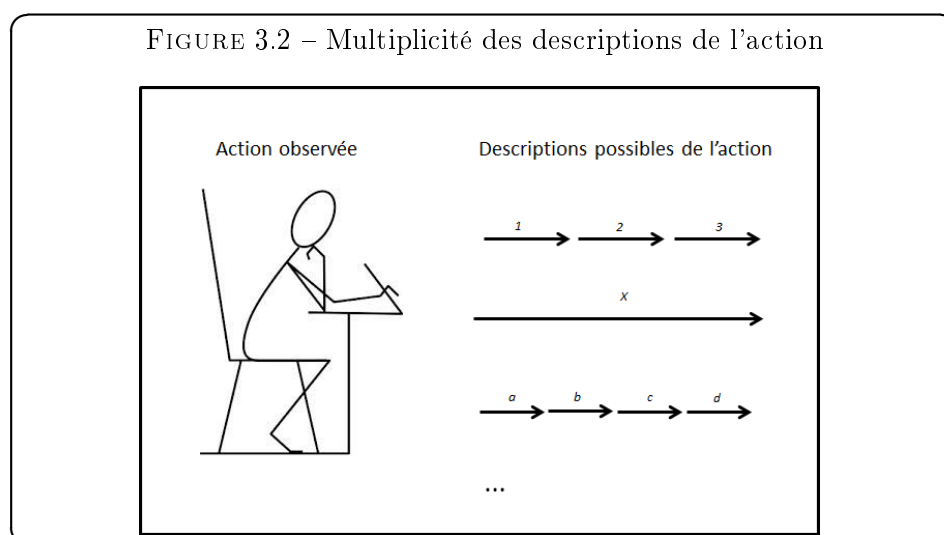 FIGURE 3.2 – Multiplicité des descriptions de l'action
Action observée
Descriptions possibles de l'action
1 2 3
X
a b c d
...